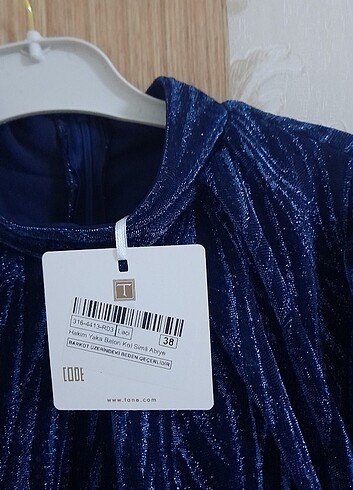 T
316-4413-R03 Laci
Hakim Yaka Balon Kol Simli Abiye
38
BARKOT ÜZERİNDEKİ BEDEN GEÇERLİDİR
CODE
www.tane.com